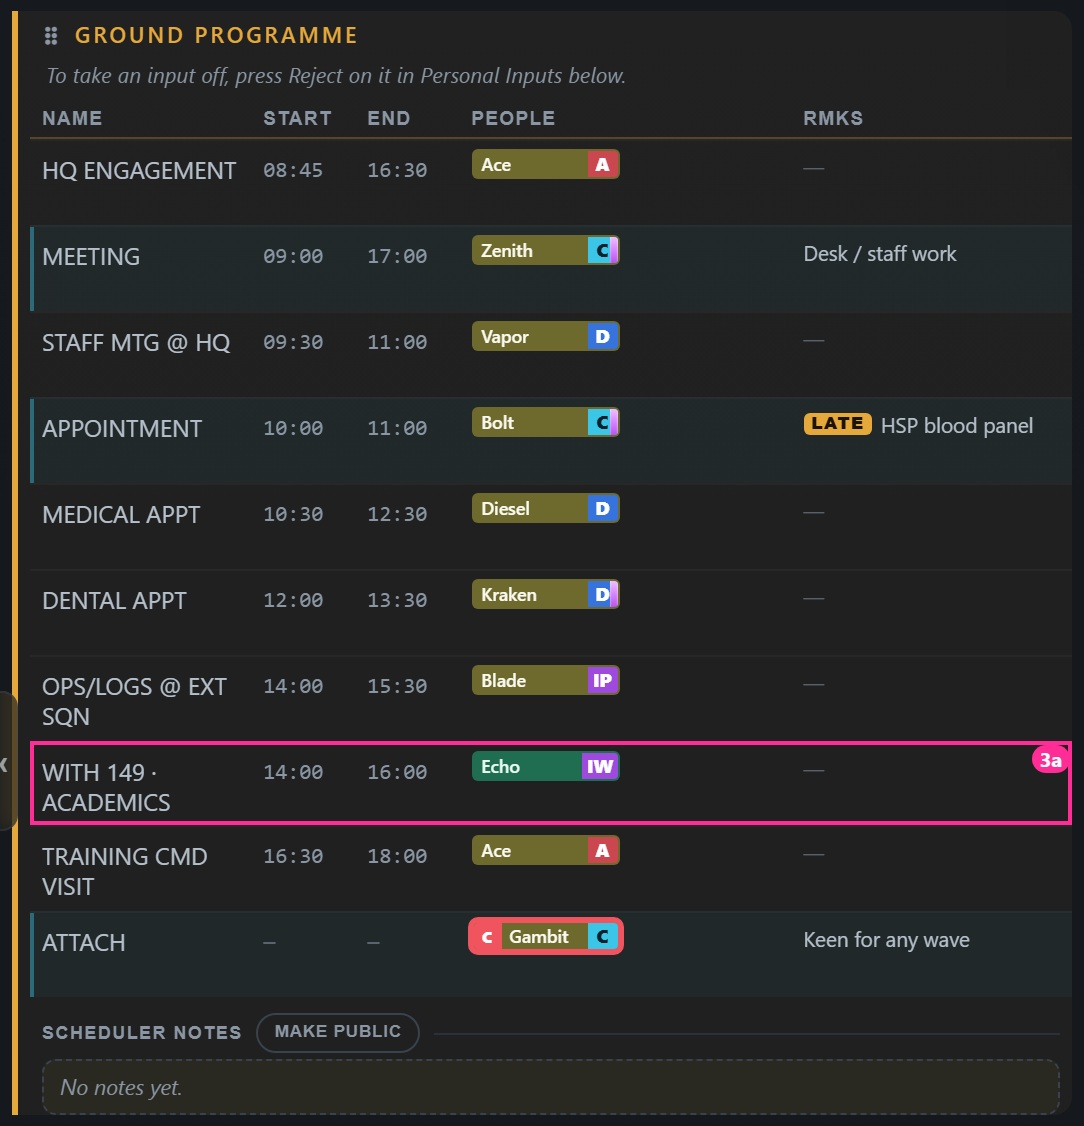 GROUND PROGRAMME
To take an input off, press Reject on it in Personal Inputs below.
NAME START END PEOPLE RMKS
HQ ENGAGEMENT 08:45 16:30 Ace A —
MEETING 09:00 17:00 Zenith C Desk / staff work
STAFF MTG @ HQ 09:30 11:00 Vapor D —
APPOINTMENT 10:00 11:00 Bolt C LATE HSP blood panel
MEDICAL APPT 10:30 12:30 Diesel D —
DENTAL APPT 12:00 13:30 Kraken D —
OPS/LOGS @ EXT 14:00 15:30 Blade IP —
SQN
3a
WITH 149 · 14:00 16:00 Echo IW —
ACADEMICS
TRAINING CMD 16:30 18:00 Ace A —
VISIT
ATTACH – – c Gambit C Keen for any wave
SCHEDULER NOTES MAKE PUBLIC
No notes yet.